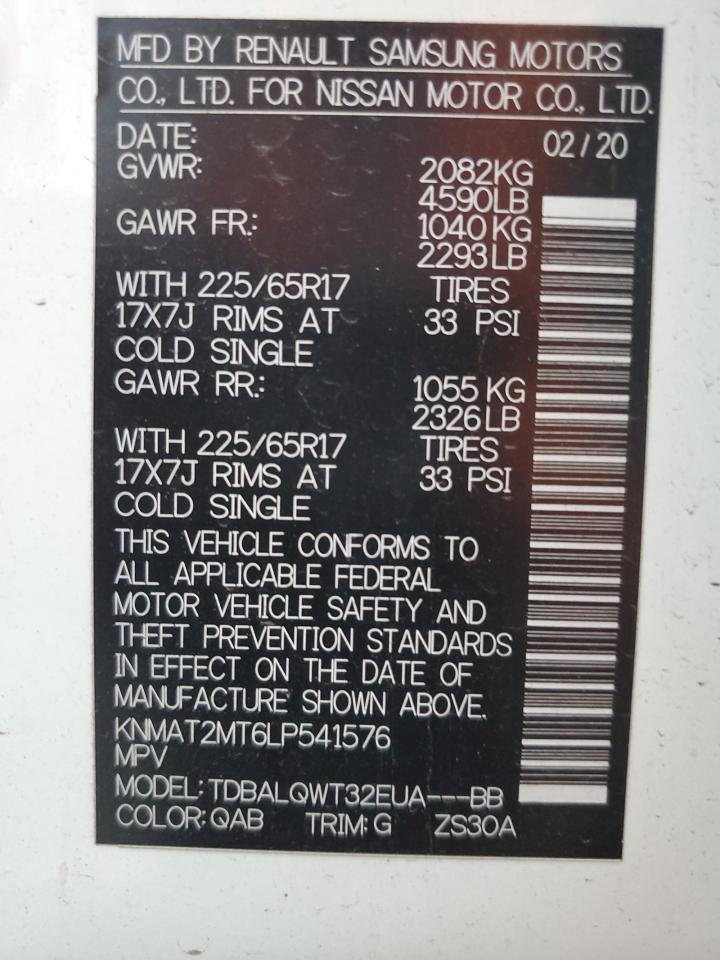 MFD BY RENAULT SAMSUNG MOTORS
CO., LTD. FOR NISSAN MOTOR CO., LTD.
DATE: 02 / 20
GVWR: 2082KG
4590LB
GAWR FR.: 1040 KG
2293LB
WITH 225/65R17 TIRES
17X7J RIMS AT 33 PSI
COLD SINGLE
GAWR RR.: 1055 KG
2326LB
WITH 225/65R17 TIRES
17X7J RIMS AT 33 PSI
COLD SINGLE
THIS VEHICLE CONFORMS TO
ALL APPLICABLE FEDERAL
MOTOR VEHICLE SAFETY AND
THEFT PREVENTION STANDARDS
IN EFFECT ON THE DATE OF
MANUFACTURE SHOWN ABOVE.
KNMAT2MT6LP541576
MPV
MODEL: TDBALQWT32EUA---BB
COLOR: QAB TRIM: G ZS30A